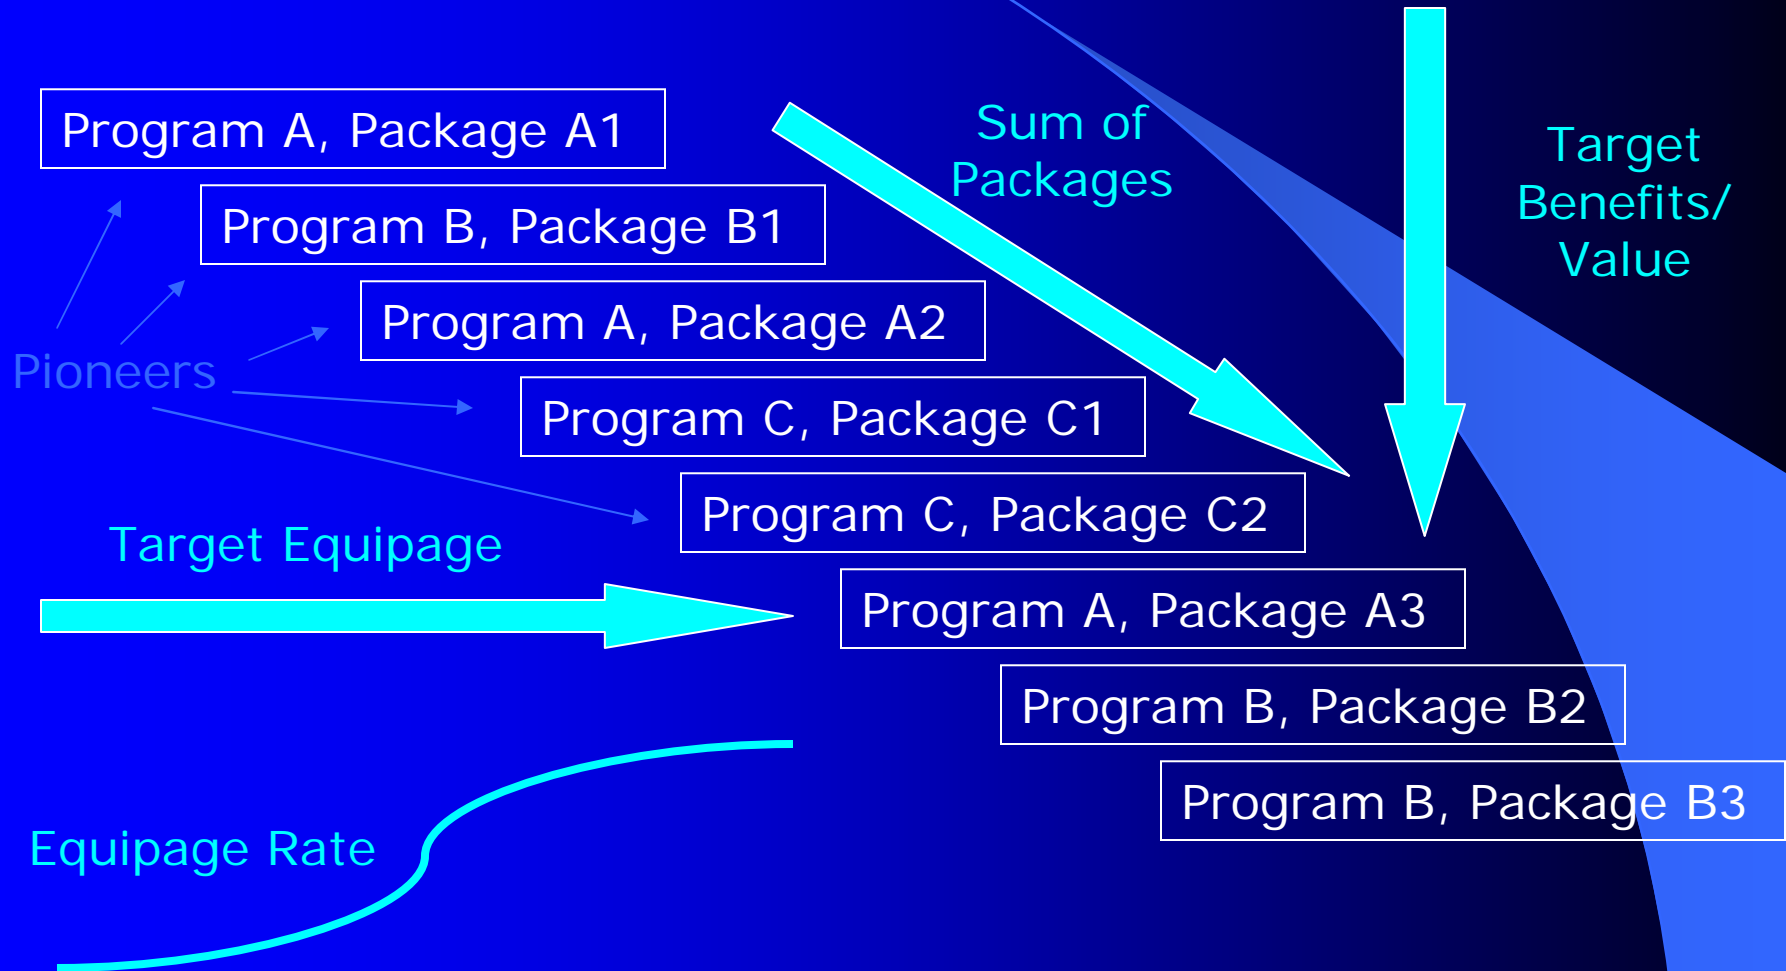 Program A, Package A1
Sum of
Packages
Target
Benefits/
Value
Program B, Package B1
Program A, Package A2
Pioneers
Program C, Package C1
Program C, Package C2
Target Equipage
Program A, Package A3
Program B, Package B2
Program B, Package B3
Equipage Rate